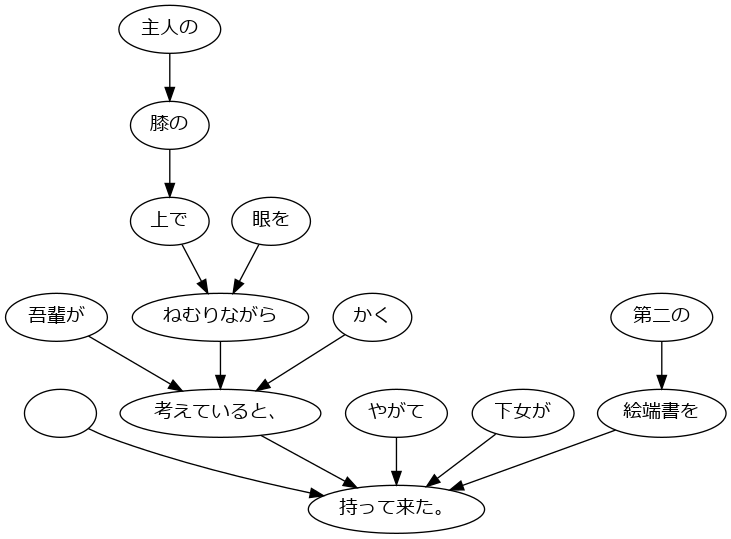 主人の
膝の
上で
眼を
吾輩が
ねむりながら
かく
第二の
考えていると、
やがて
下女が
絵端書を
持って来た。